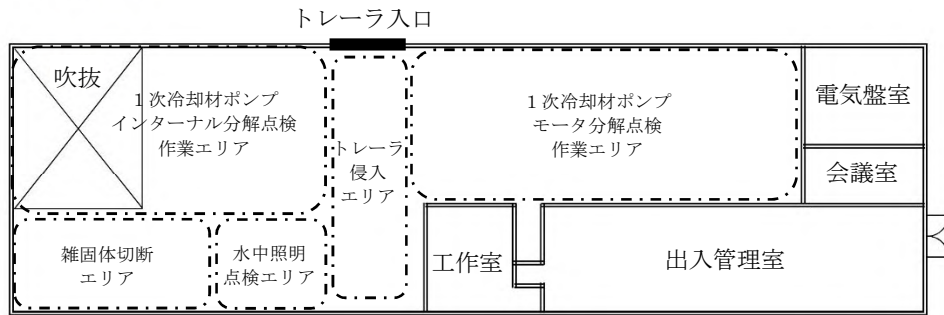 トレーラ入口
吹抜
1次冷却材ポンプ
インターナル分解点検
作業エリア
トレーラ
侵入
エリア
1次冷却材ポンプ
モータ分解点検
作業エリア
電気盤室
会議室
雑固体切断
エリア
水中照明
点検エリア
工作室
出入管理室